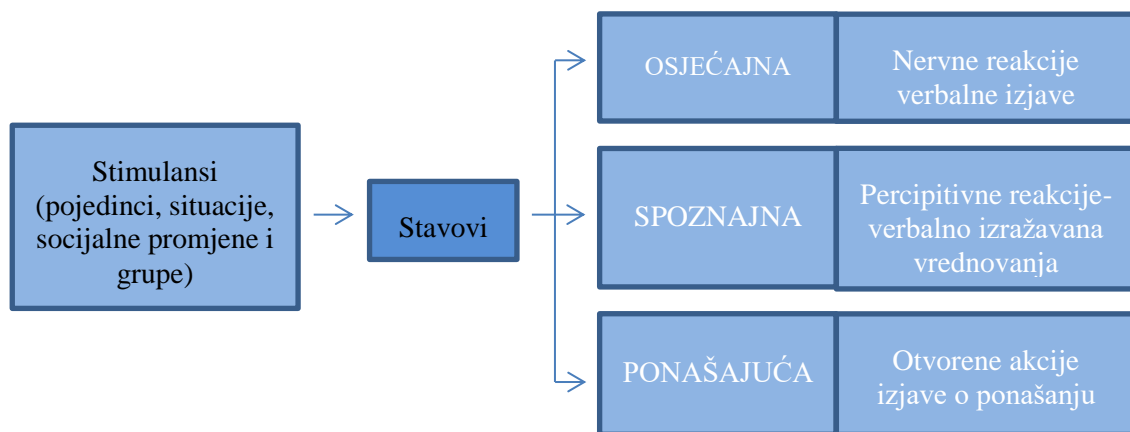 Stimulansi
(pojedinci, situacije,
socijalne promjene i
grupe)
Stavovi
OSJEĆAJNA
Nervne reakcije
verbalne izjave
SPOZNAJNA
Percipitivne reakcije-
verbalno izražavana
vrednovanja
PONAŠAJUĆA
Otvorene akcije
izjave o ponašanju